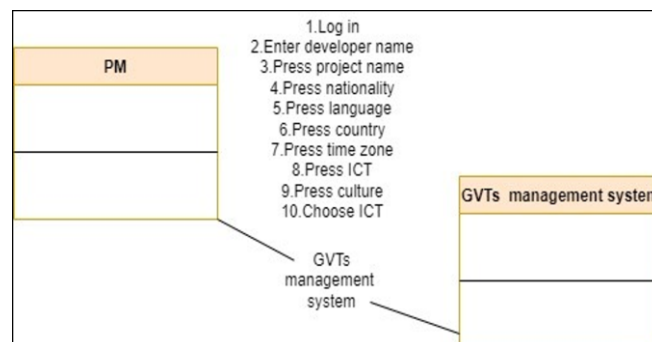 1.Log in
2.Enter developer name
3.Press project name
4.Press nationality
5.Press language
6.Press country
7.Press time zone
8.Press ICT
9.Press culture
10.Choose ICT
PM
GVTs management system
GVTs
management
system